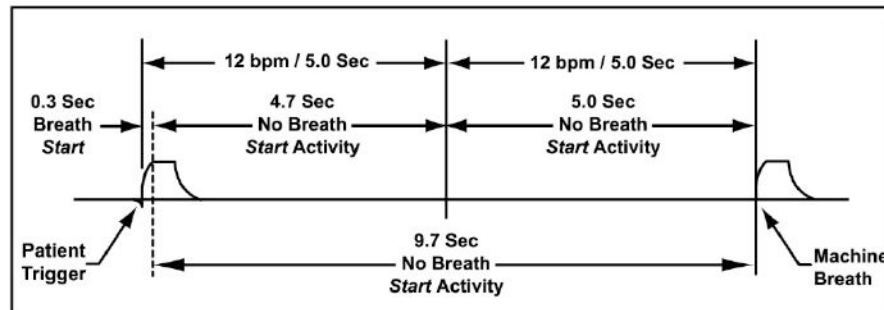 12 bpm / 5.0 Sec
12 bpm / 5.0 Sec
0.3 Sec
Breath
Start
4.7 Sec
No Breath
Start Activity
5.0 Sec
No Breath
Start Activity
Patient
Trigger
9.7 Sec
No Breath
Start Activity
Machine
Breath